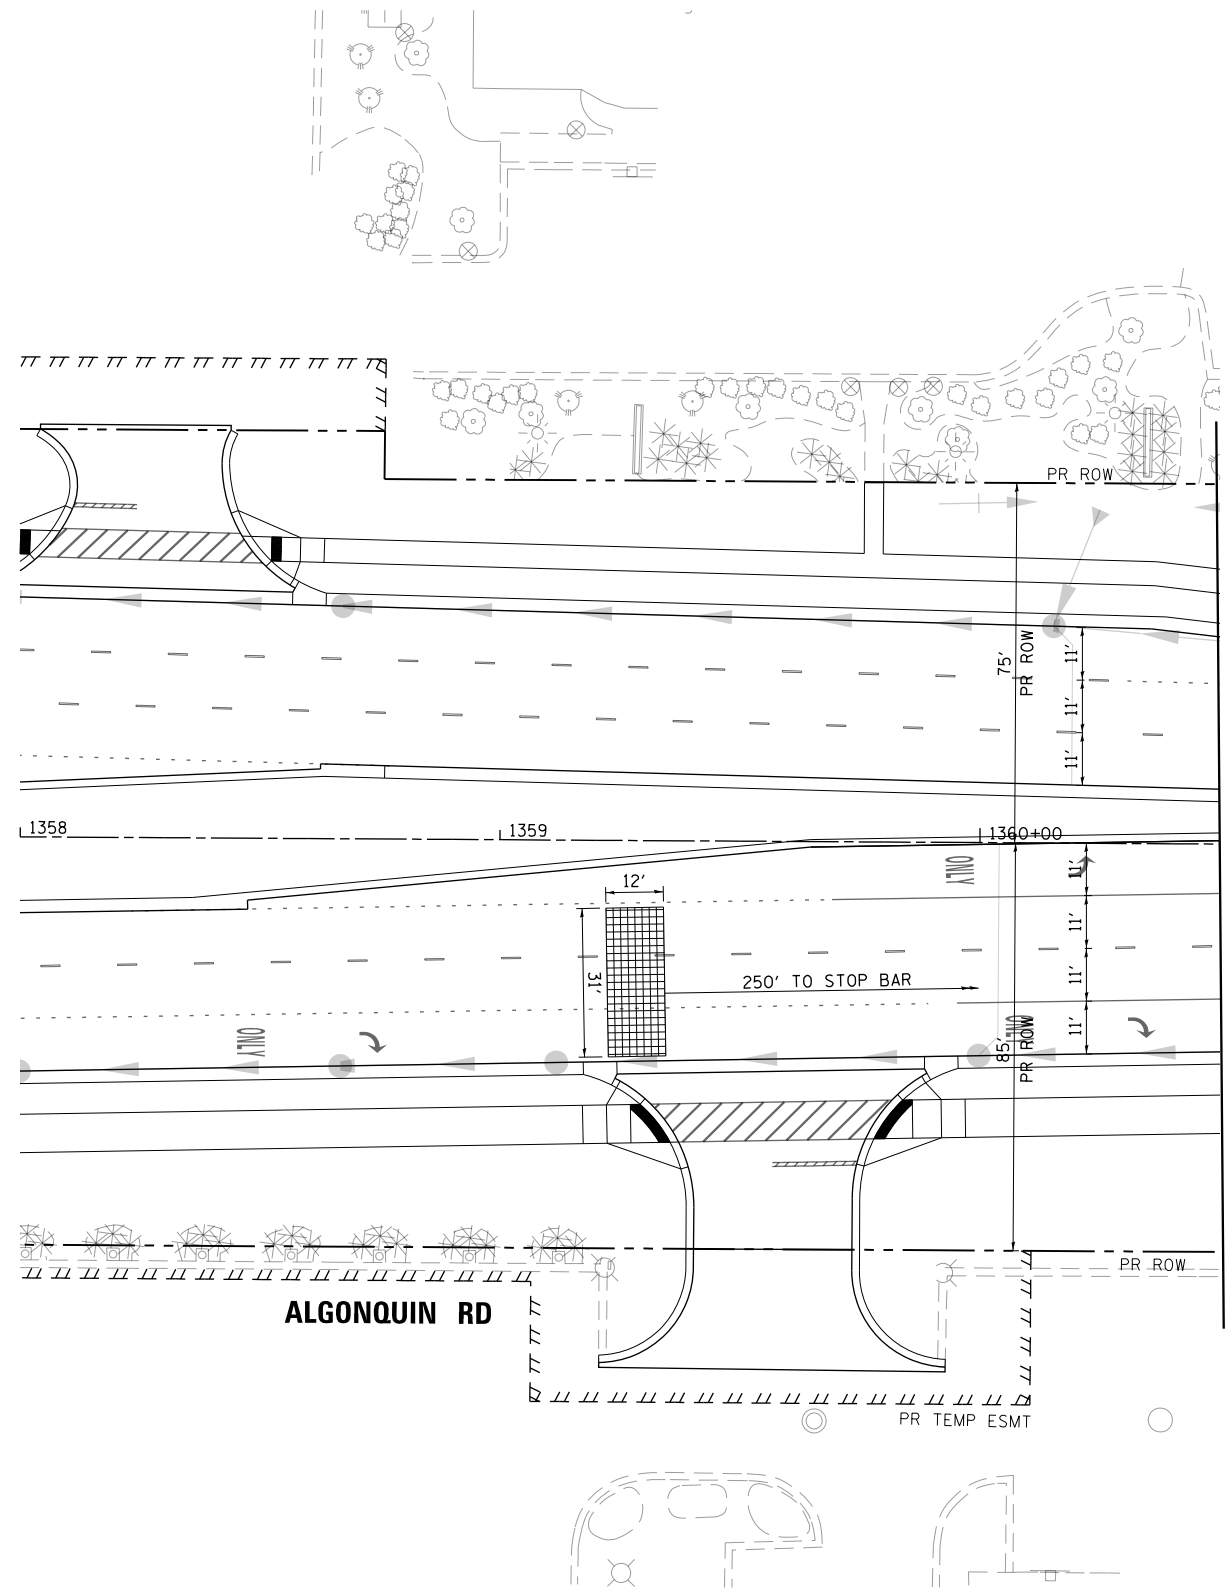 PR ROW
75'
PR ROW
11'
11'
11'
1358
1359
1360+00
ONLY
11'
12'
11'
31'
250' TO STOP BAR
11'
ONLY
ONLY
11'
85'
PR ROW
PR ROW
ALGONQUIN RD
PR TEMP ESMT